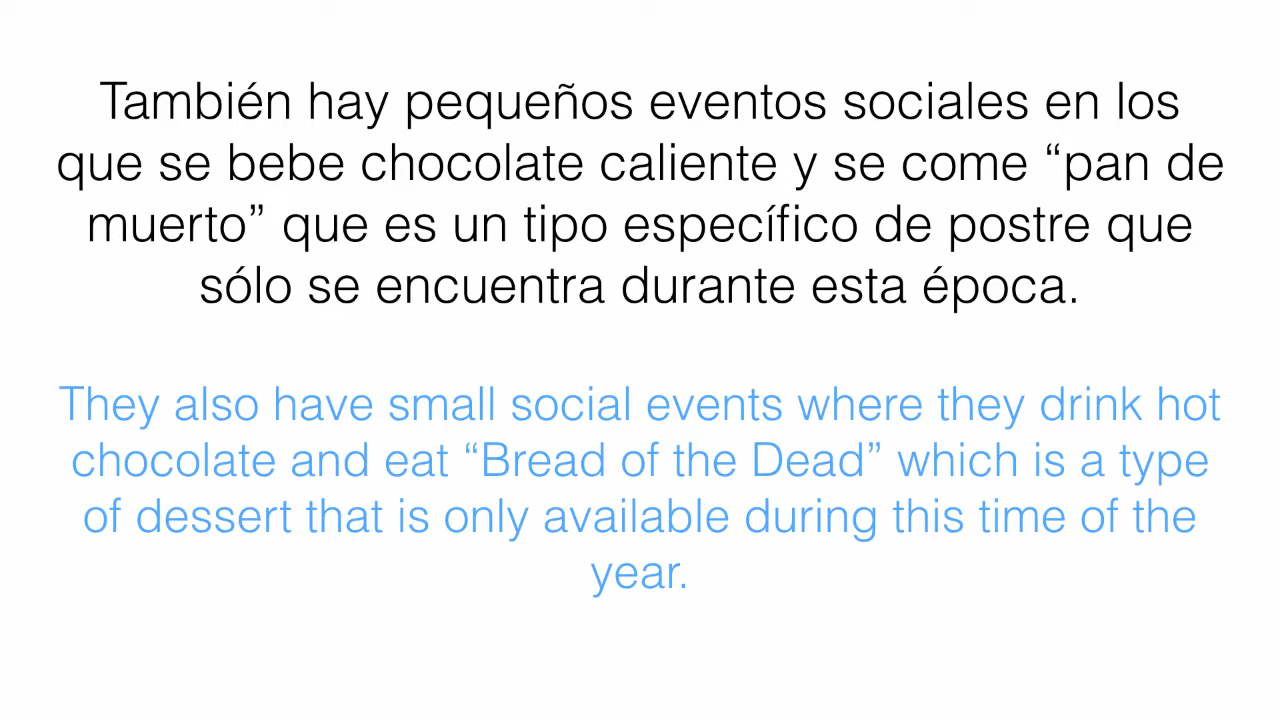 También hay pequeños eventos sociales en los
que se bebe chocolate caliente y se come “pan de
muerto” que es un tipo específico de postre que
sólo se encuentra durante esta época.
They also have small social events where they drink hot
chocolate and eat “Bread of the Dead” which is a type
of dessert that is only available during this time of the
year.